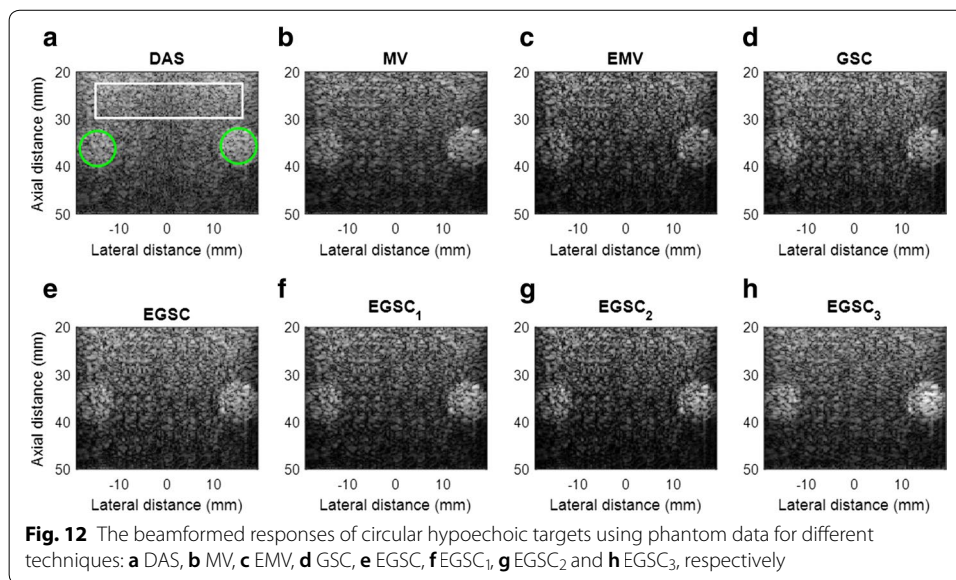 a
DAS
b
MV
c
EMV
d
GSC
20
30
40
50
Axial distance (mm)
-10 0 10
Lateral distance (mm)
20
30
40
50
-10 0 10
Lateral distance (mm)
20
30
40
50
-10 0 10
Lateral distance (mm)
20
30
40
50
-10 0 10
Lateral distance (mm)
e
EGSC
f
EGSC₁
g
EGSC₂
h
EGSC₃
20
30
40
50
Axial distance (mm)
-10 0 10
Lateral distance (mm)
20
30
40
50
-10 0 10
Lateral distance (mm)
20
30
40
50
-10 0 10
Lateral distance (mm)
20
30
40
50
-10 0 10
Lateral distance (mm)
Fig. 12 The beamformed responses of circular hypoechoic targets using phantom data for different
techniques: a DAS, b MV, c EMV, d GSC, e EGSC, f EGSC₁, g EGSC₂ and h EGSC₃, respectively